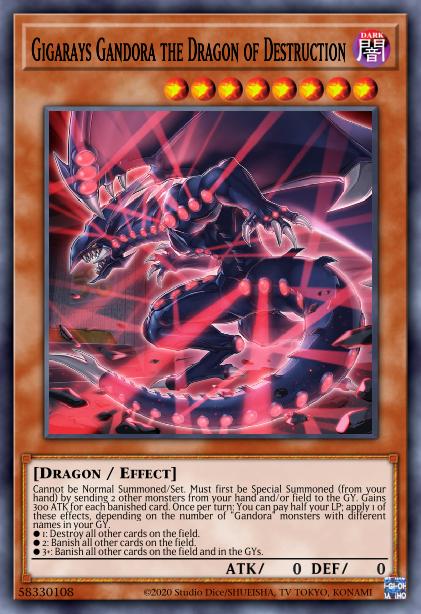 GIGARAYS GANDORA THE DRAGON OF DESTRUCTION
DARK
闇
[DRAGON / EFFECT]
Cannot be Normal Summoned/Set. Must first be Special Summoned (from your
hand) by sending 2 other monsters from your hand and/or field to the GY. Gains
300 ATK for each banished card. Once per turn: You can pay half your LP; apply 1 of
these effects, depending on the number of "Gandora" monsters with different
names in your GY.
●1: Destroy all other cards on the field.
●2: Banish all other cards on the field.
●3+: Banish all other cards on the field and in the GYs.
ATK/ 0 DEF/ 0
58330108 ©2020 Studio Dice/SHUEISHA, TV TOKYO, KONAMI